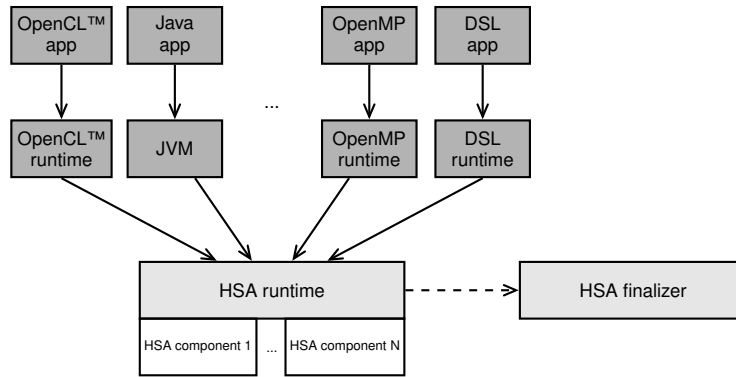 OpenCL™
app
Java
app
OpenMP
app
DSL
app
...
OpenCL™
runtime
JVM
OpenMP
runtime
DSL
runtime
HSA runtime
HSA finalizer
HSA component 1
...
HSA component N